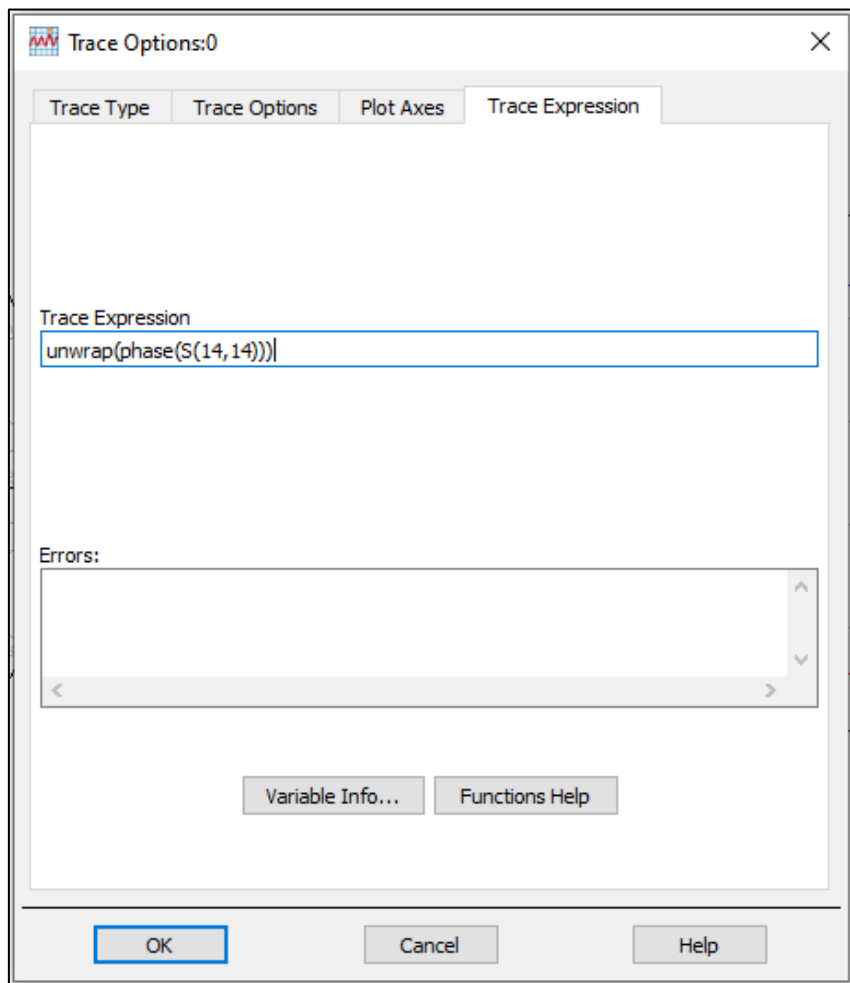 Trace Options:0
Trace Type Trace Options Plot Axes Trace Expression
Trace Expression
unwrap(phase(S(14,14)))
Errors:
Variable Info... Functions Help
OK Cancel Help